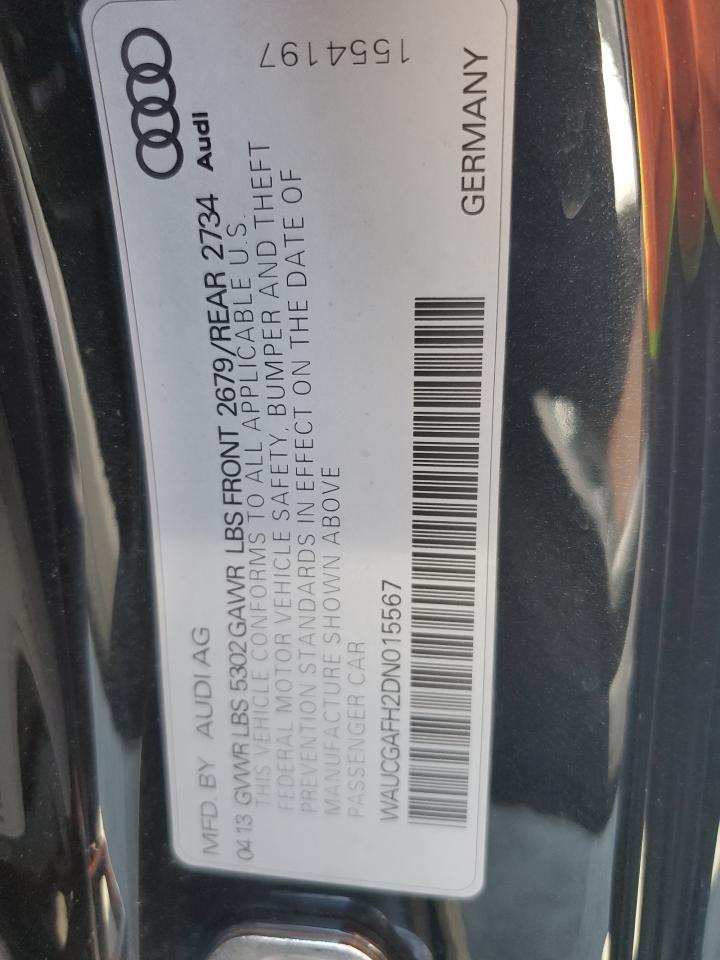 MFD. BY AUDI AG
Audi
04 13 GVWR LBS 5302 GAWR LBS FRONT 2679/REAR 2734
THIS VEHICLE CONFORMS TO ALL APPLICABLE U.S.
FEDERAL MOTOR VEHICLE SAFETY, BUMPER AND THEFT
PREVENTION STANDARDS IN EFFECT ON THE DATE OF
MANUFACTURE SHOWN ABOVE
PASSENGER CAR
WAUCGAFH2DN015567
GERMANY
1554197